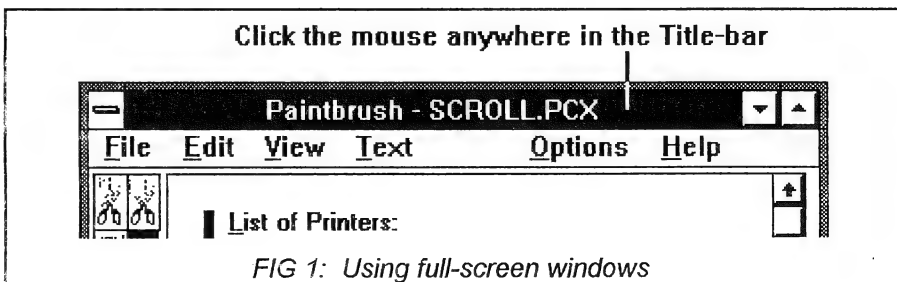 Click the mouse anywhere in the Title-bar
Paintbrush - SCROLL.PCX
File Edit View Text Options Help
List of Printers:
FIG 1: Using full-screen windows